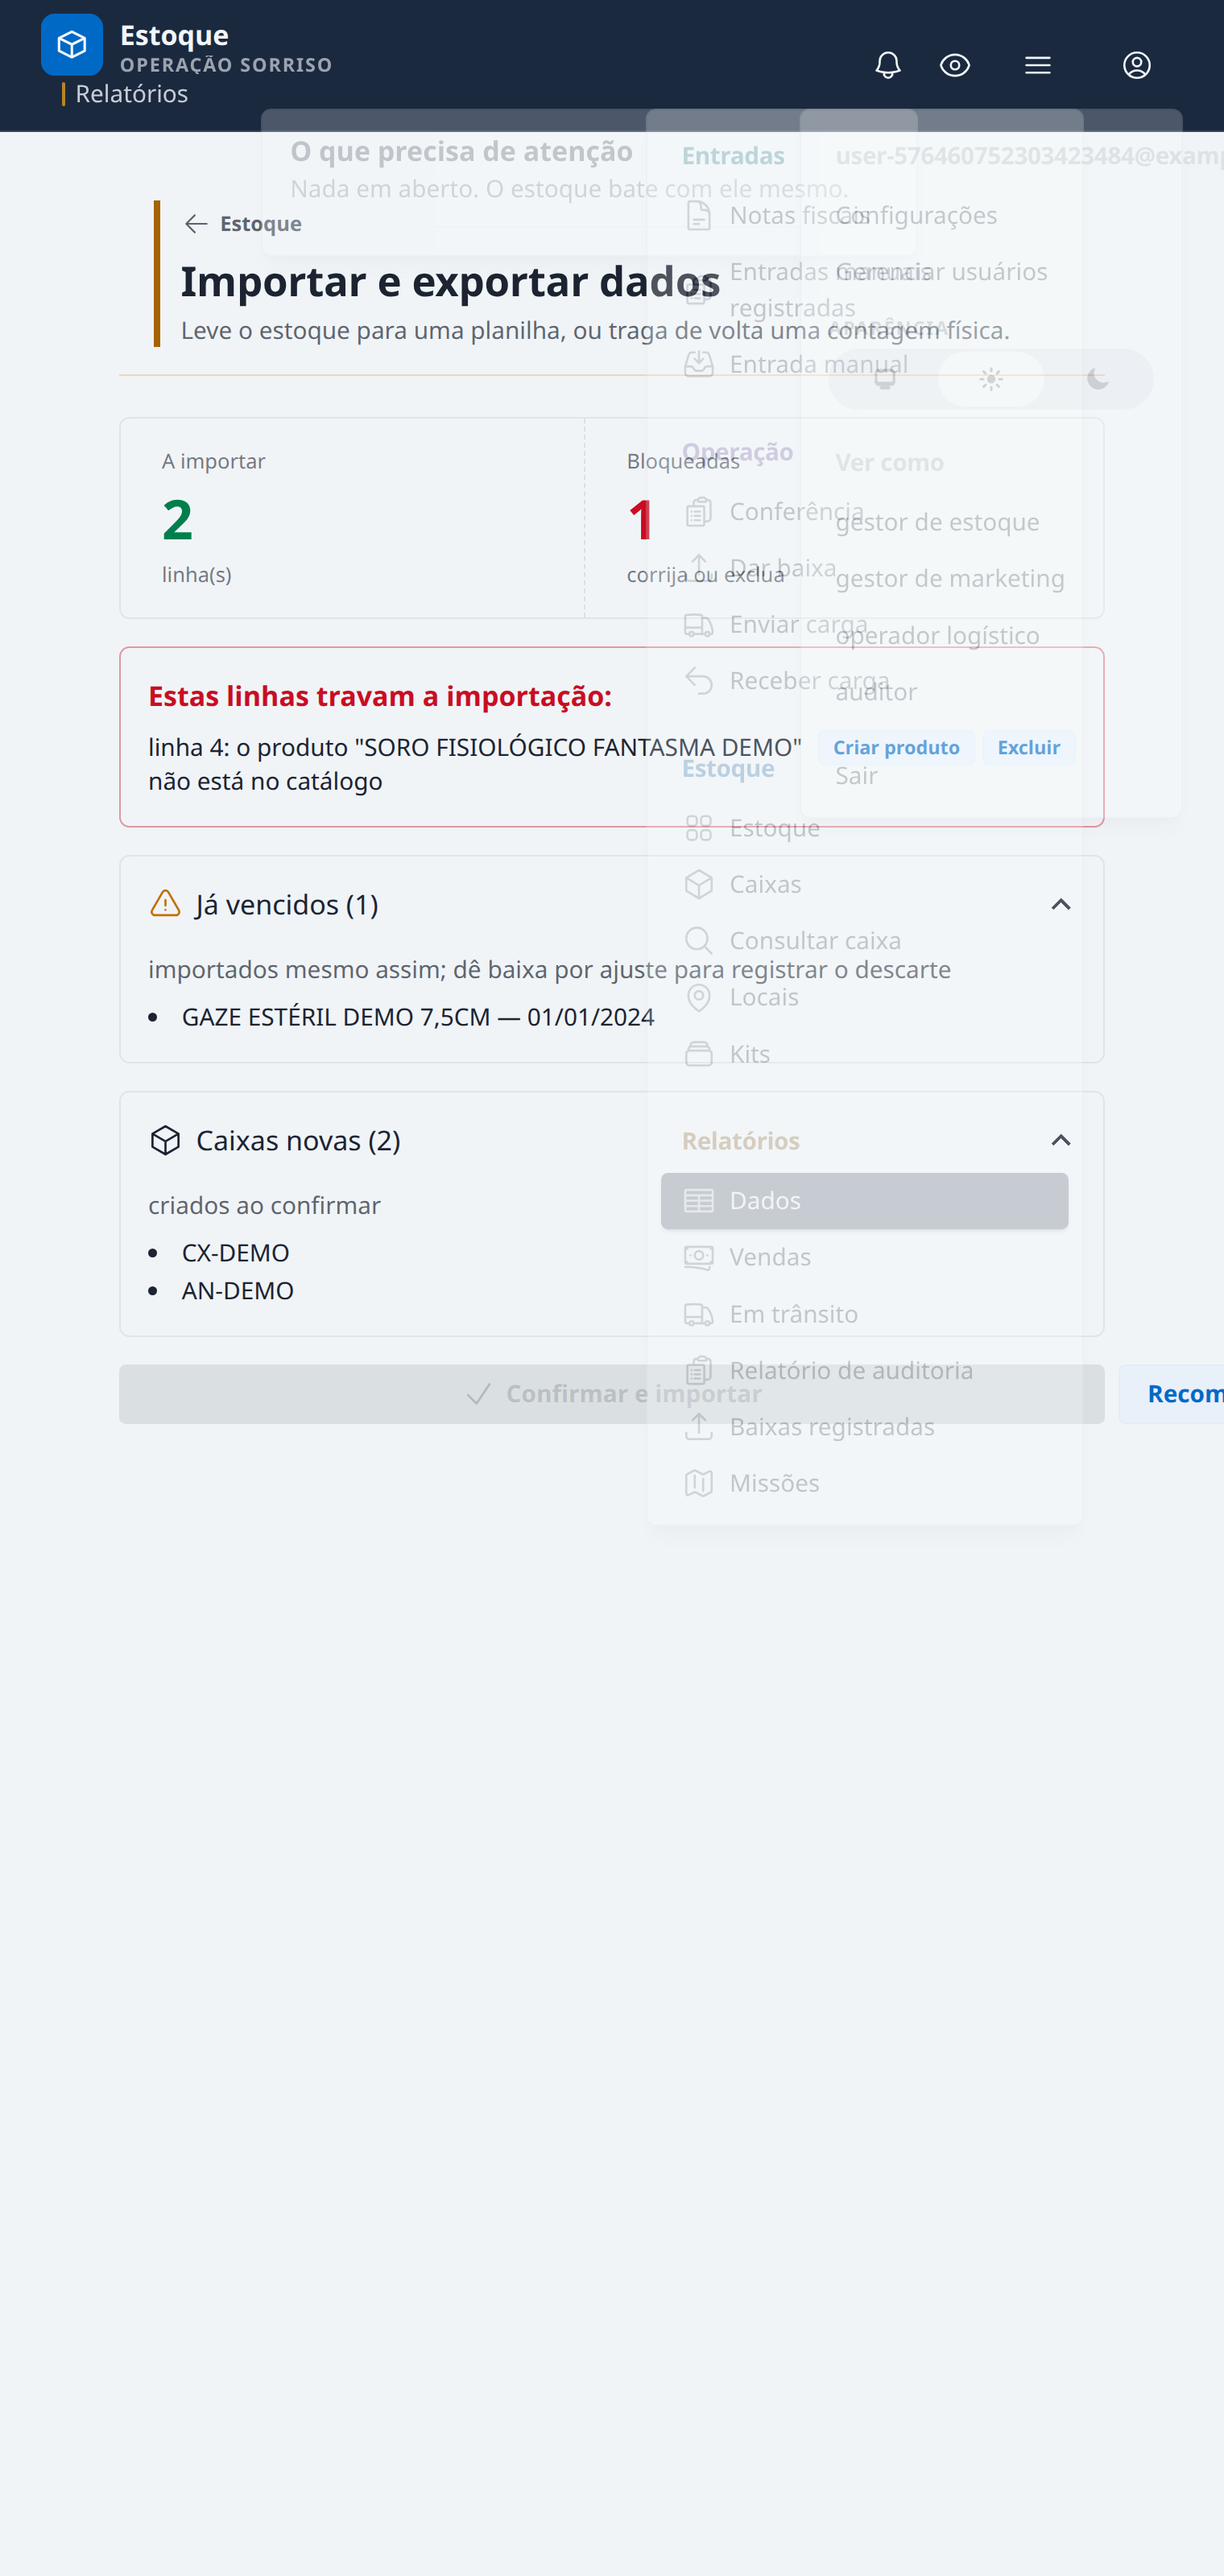 Estoque
OPERAÇÃO SORRISO
Relatórios
O que precisa de atenção
Nada em aberto. O estoque bate com ele mesmo.
Entradas
Notas fiscais
Entradas manuais
registradas
Entrada manual
Operação
Conferência
Dar baixa
Enviar carga
Receber carga
Estoque
Estoque
Caixas
Consultar caixa
Locais
Kits
Relatórios
Dados
Vendas
Em trânsito
Relatório de auditoria
Baixas registradas
Missões
user-576460752303423484@examp
Configurações
Gerenciar usuários
APARÊNCIA
Ver como
gestor de estoque
gestor de marketing
operador logístico
auditor
Sair
Estoque
Importar e exportar dados
Leve o estoque para uma planilha, ou traga de volta uma contagem física.
A importar
2
linha(s)
Bloqueadas
1
corrija ou exclua
Estas linhas travam a importação:
linha 4: o produto "SORO FISIOLÓGICO FANTASMA DEMO"
não está no catálogo
Criar produto
Excluir
Já vencidos (1)
importados mesmo assim; dê baixa por ajuste para registrar o descarte
• GAZE ESTÉRIL DEMO 7,5CM — 01/01/2024
Caixas novas (2)
criados ao confirmar
• CX-DEMO
• AN-DEMO
Confirmar e importar
Recom